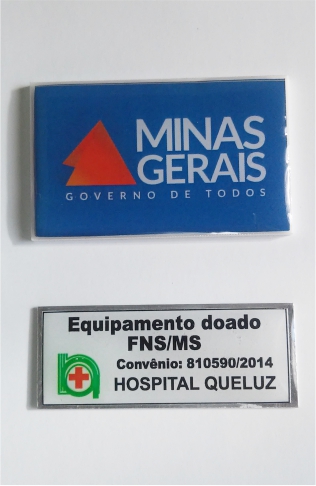 MINAS
GERAIS
GOVERNO DE TODOS
Equipamento doado
FNS/MS
Convênio: 810590/2014
HOSPITAL QUELUZ